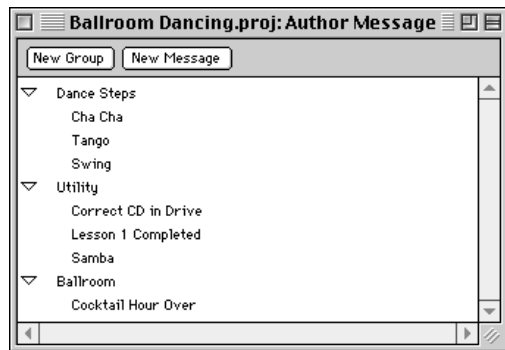 Ballroom Dancing.proj: Author Message
New Group New Message
Dance Steps
Cha Cha
Tango
Swing
Utility
Correct CD in Drive
Lesson 1 Completed
Samba
Ballroom
Cocktail Hour Over